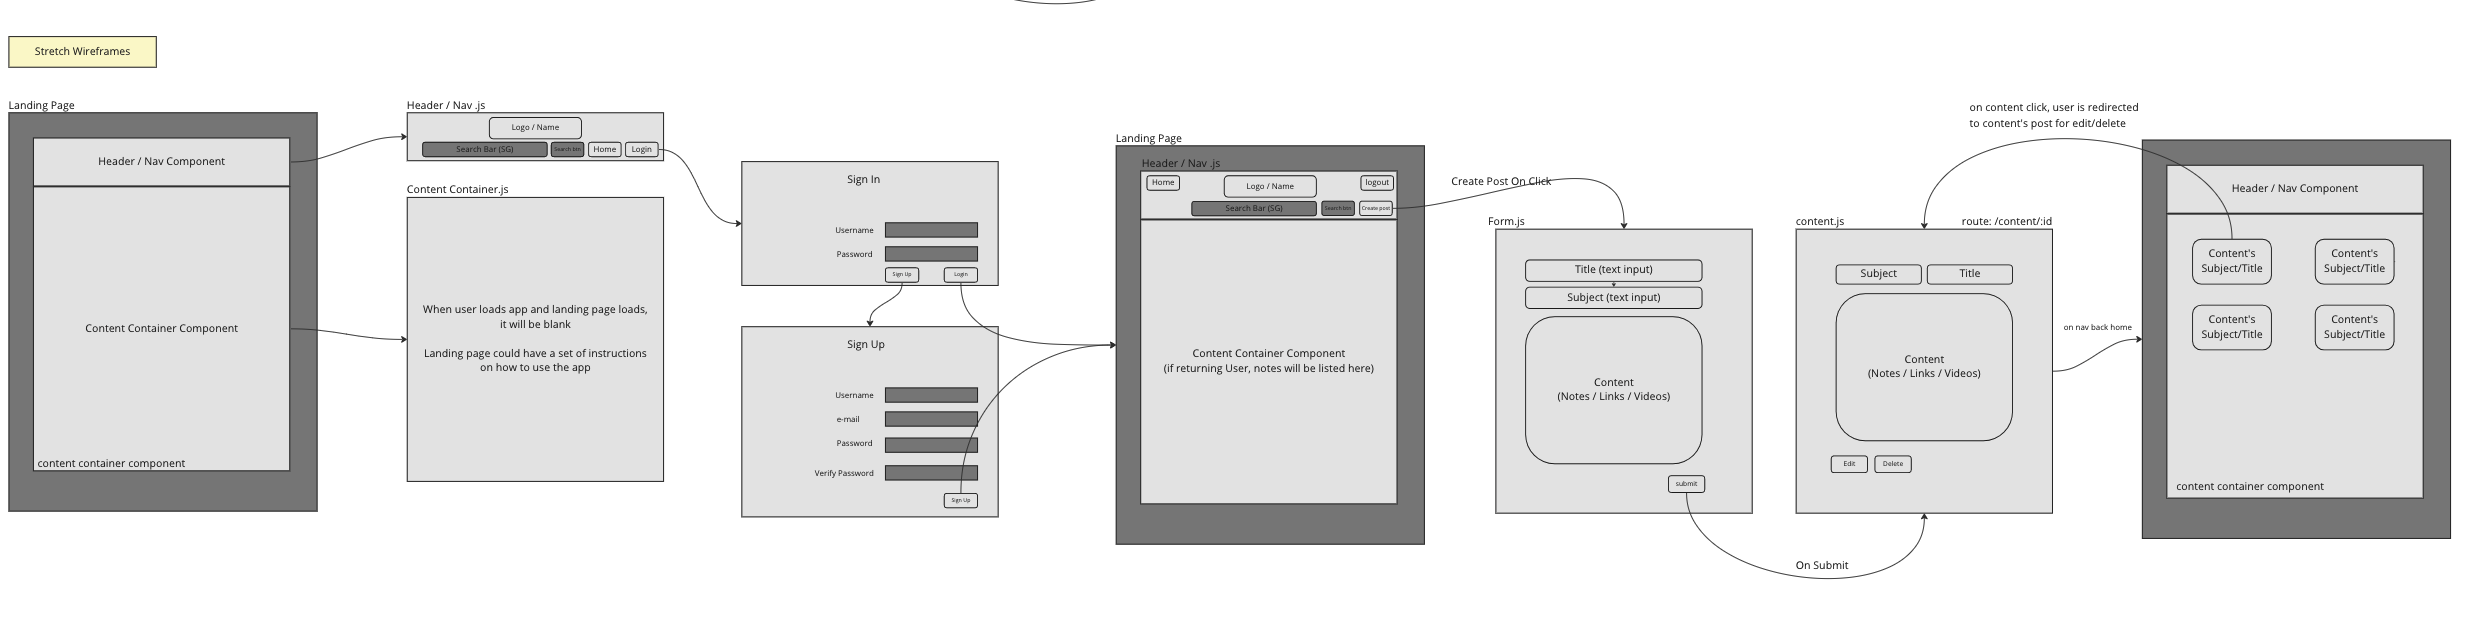 Stretch Wireframes
Landing Page
Header / Nav Component
Content Container Component
content container component
Header / Nav .js
Logo / Name
Search Bar (SG)
Search btn
Home
Login
Content Container.js
When user loads app and landing page loads,
it will be blank
Landing page could have a set of instructions
on how to use the app
Sign In
Username
Password
Sign Up
Login
Sign Up
Username
e-mail
Password
Verify Password
Sign Up
Landing Page
Header / Nav .js
Home
Logo / Name
logout
Search Bar (SG)
Search btn
Create post
Content Container Component
(if returning User, notes will be listed here)
Create Post On Click
Form.js
Title (text input)
Subject (text input)
Content
(Notes / Links / Videos)
submit
On Submit
content.js
route: /content/:id
Subject
Title
Content
(Notes / Links / Videos)
Edit
Delete
on nav back home
on content click, user is redirected
to content's post for edit/delete
Header / Nav Component
Content's
Subject/Title
Content's
Subject/Title
Content's
Subject/Title
Content's
Subject/Title
content container component